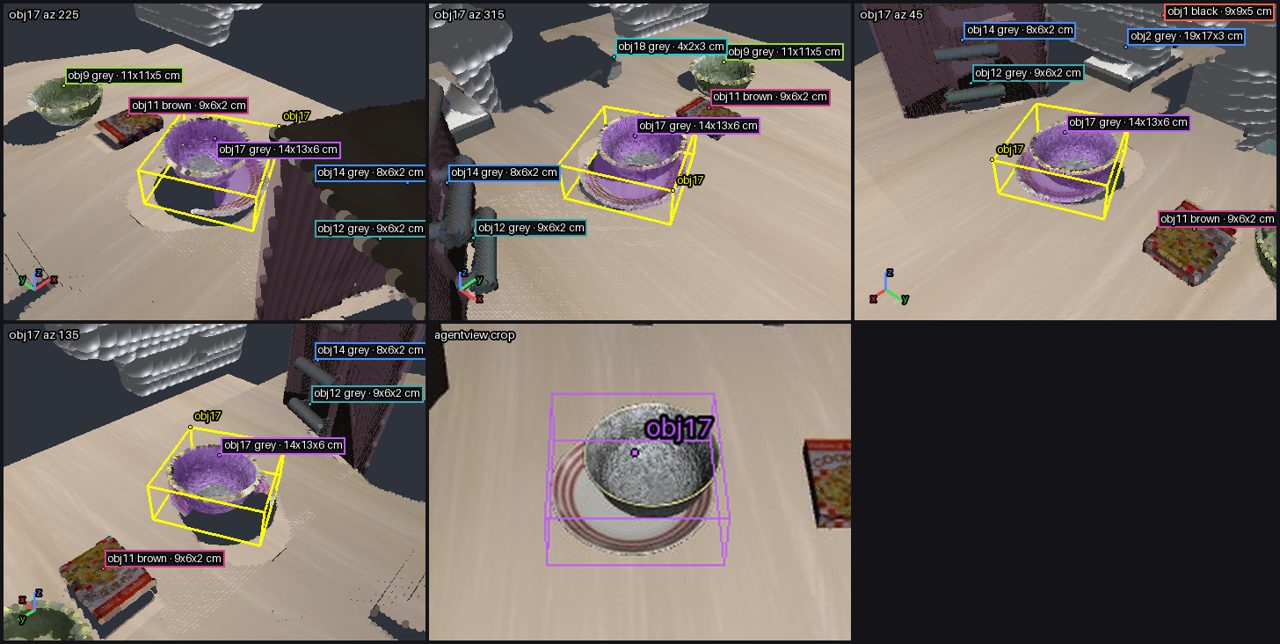 obj17 az 225
obj9 grey · 11x11x5 cm
obj11 brown · 9x6x2 cm
obj17
obj17 grey · 14x13x6 cm
obj14 grey · 8x6x2 cm
obj12 grey · 9x6x2 cm
z
y
x
obj17 az 315
obj18 grey · 4x2x3 cm
obj9 grey · 11x11x5 cm
obj11 brown · 9x6x2 cm
obj17 grey · 14x13x6 cm
obj14 grey · 8x6x2 cm
obj17
obj12 grey · 9x6x2 cm
z
y
x
obj17 az 45
obj1 black · 9x9x5 cm
obj14 grey · 8x6x2 cm
obj2 grey · 19x17x3 cm
obj12 grey · 9x6x2 cm
obj17 grey · 14x13x6 cm
obj17
obj11 brown · 9x6x2 cm
z
x
y
obj17 az 135
obj14 grey · 8x6x2 cm
obj12 grey · 9x6x2 cm
obj17
obj17 grey · 14x13x6 cm
obj11 brown · 9x6x2 cm
z
x
y
agentview crop
obj17